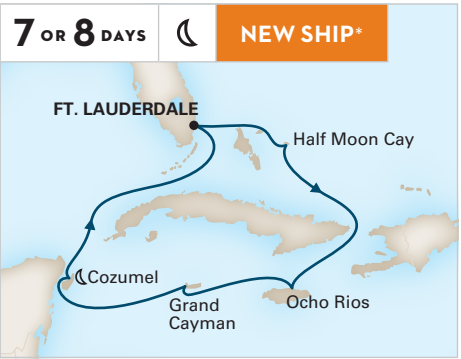 7 OR 8 DAYS
NEW SHIP*
FT. LAUDERDALE
Half Moon Cay
Cozumel
Ocho Rios
Grand
Cayman